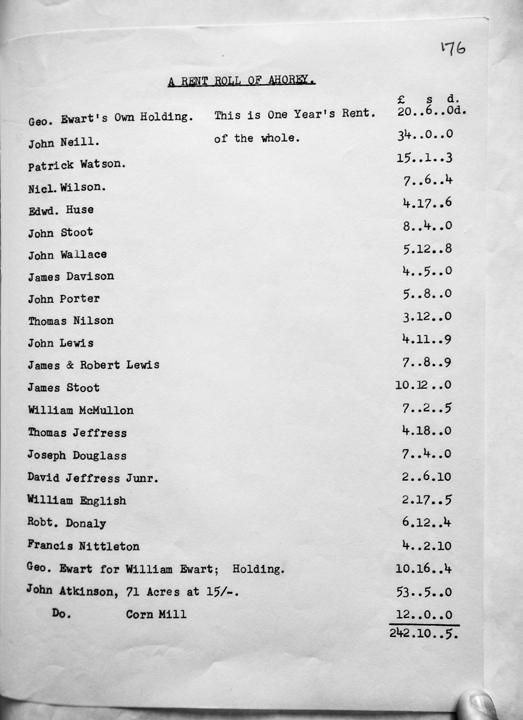 176
A RENT ROLL OF AHOREY.
£ s d.
Geo. Ewart's Own Holding. This is One Year's Rent. 20..6..0d.
John Neill. of the whole. 34..0..0
Patrick Watson. 15..1..3
Nicl. Wilson. 7..6..4
Edwd. Huse 4.17..6
John Stoot 8..4..0
John Wallace 5.12..8
James Davison 4..5..0
John Porter 5..8..0
Thomas Nilson 3.12..0
John Lewis 4.11..9
James & Robert Lewis 7..8..9
James Stoot 10.12..0
William McMullon 7..2..5
Thomas Jeffress 4.18..0
Joseph Douglass 7..4..0
David Jeffress Junr. 2..6.10
William English 2.17..5
Robt. Donaly 6.12..4
Francis Nittleton 4..2.10
Geo. Ewart for William Ewart; Holding. 10.16..4
John Atkinson, 71 Acres at 15/-. 53..5..0
Do. Corn Mill 12..0..0
242.10..5.